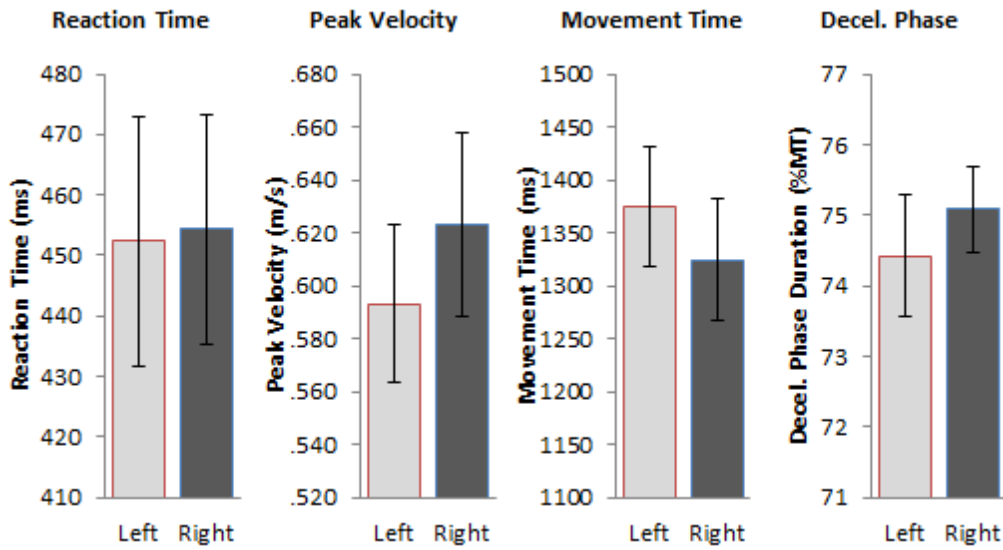 Reaction Time
Reaction Time (ms)
480
470
460
450
440
430
420
410
Left Right
Peak Velocity
Peak Velocity (m/s)
.680
.660
.640
.620
.600
.580
.560
.540
.520
Left Right
Movement Time
Movement Time (ms)
1500
1450
1400
1350
1300
1250
1200
1150
1100
Left Right
Decel. Phase
Decel. Phase Duration (%MT)
77
76
75
74
73
72
71
Left Right